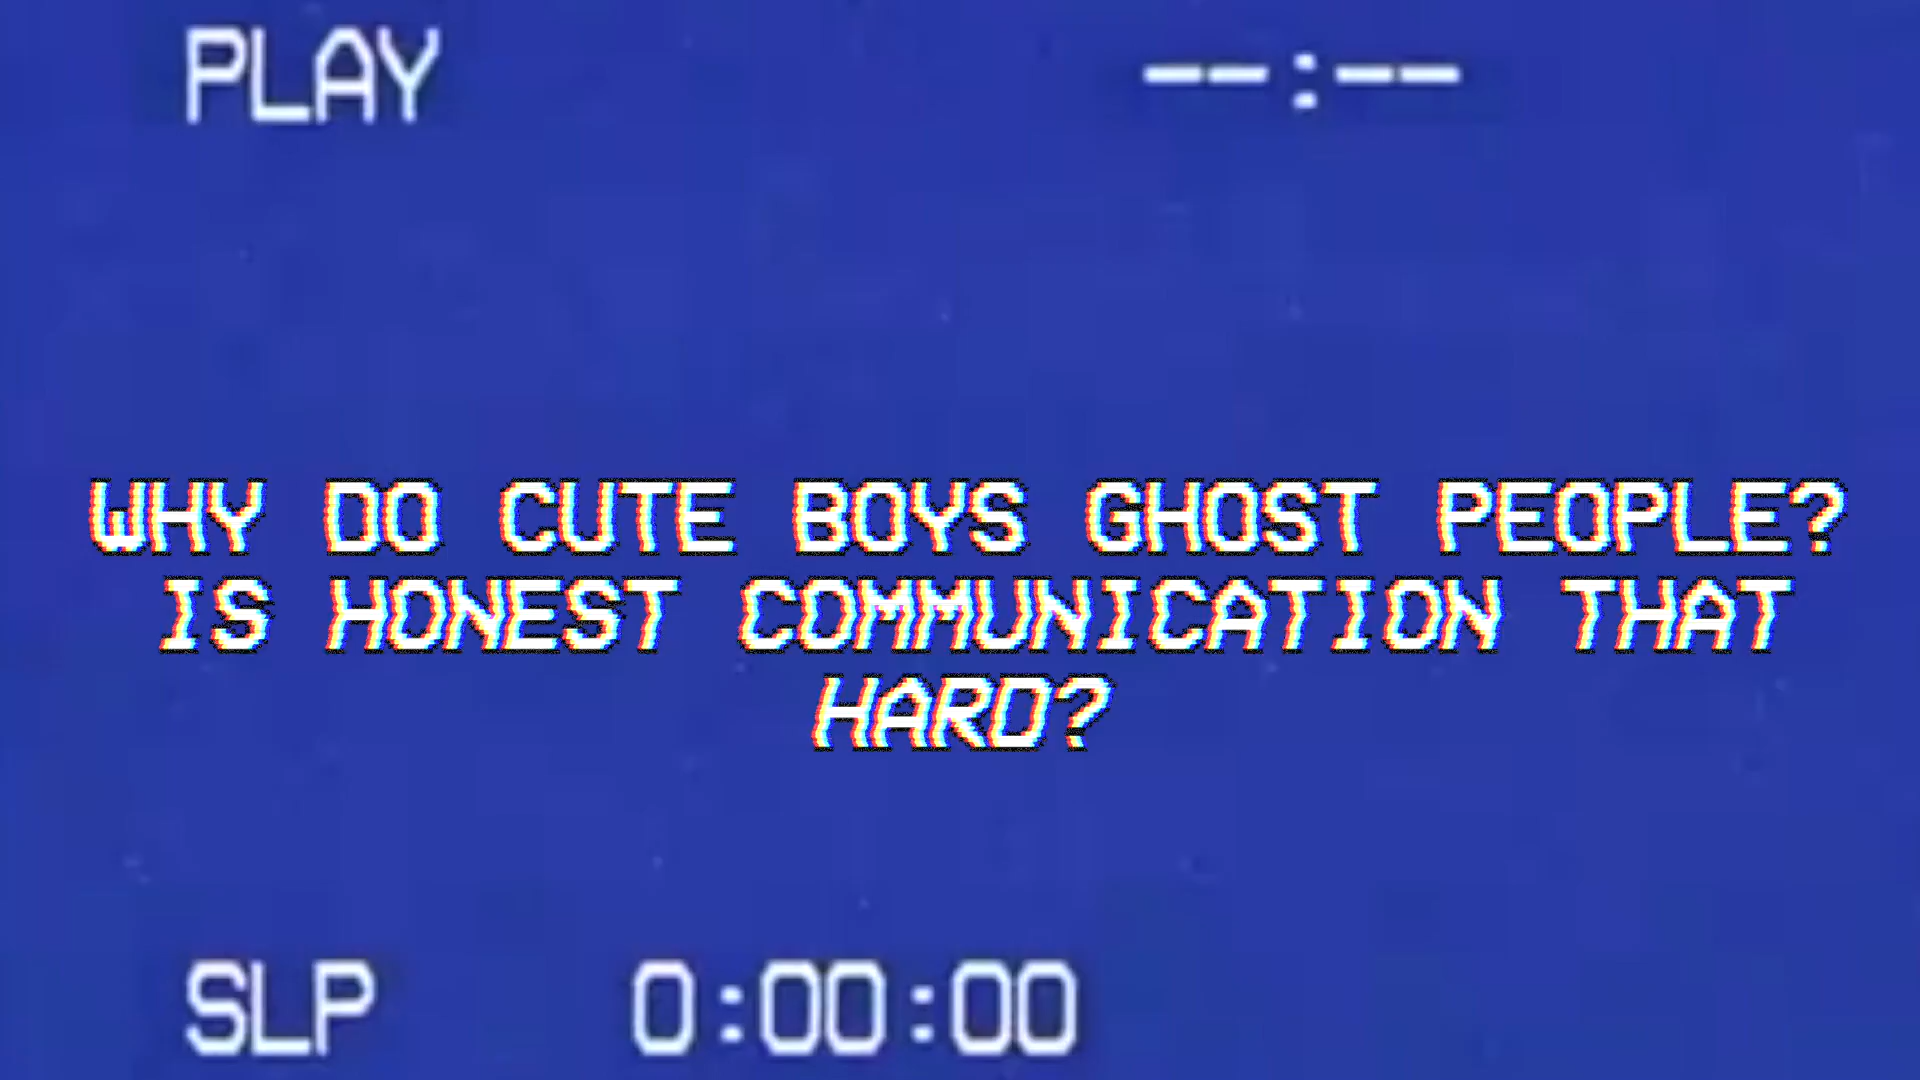 PLAY --:--
WHY DO CUTE BOYS GHOST PEOPLE?
IS HONEST COMMUNICATION THAT
HARD?
SLP 0:00:00